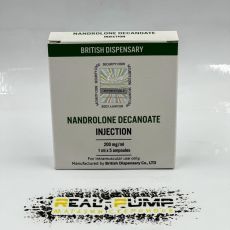 BRITISH DISPENSARY
NANDROLONE DECANOATE
INJECTION
200 mg/ml
1 ml x 5 ampoules
For intramuscular use only
Manufactured by British Dispensary Co., LTD
REAL-PUMP